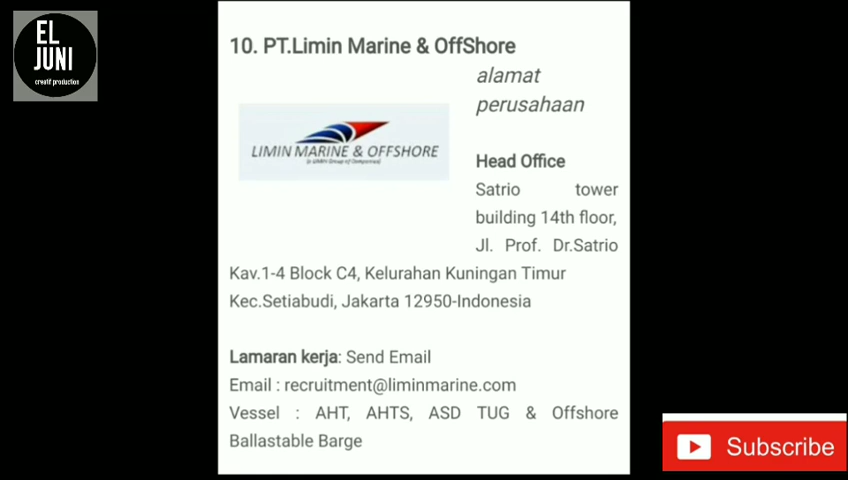 EL
JUNI
creatif production
10. PT.Limin Marine & OffShore
alamat
perusahaan
LIMIN MARINE & OFFSHORE
Head Office
Satrio tower
building 14th floor,
Jl. Prof. Dr.Satrio
Kav.1-4 Block C4, Kelurahan Kuningan Timur
Kec.Setiabudi, Jakarta 12950-Indonesia
Lamaran kerja: Send Email
Email : recruitment@liminmarine.com
Vessel : AHT, AHTS, ASD TUG & Offshore
Ballastable Barge
Subscribe